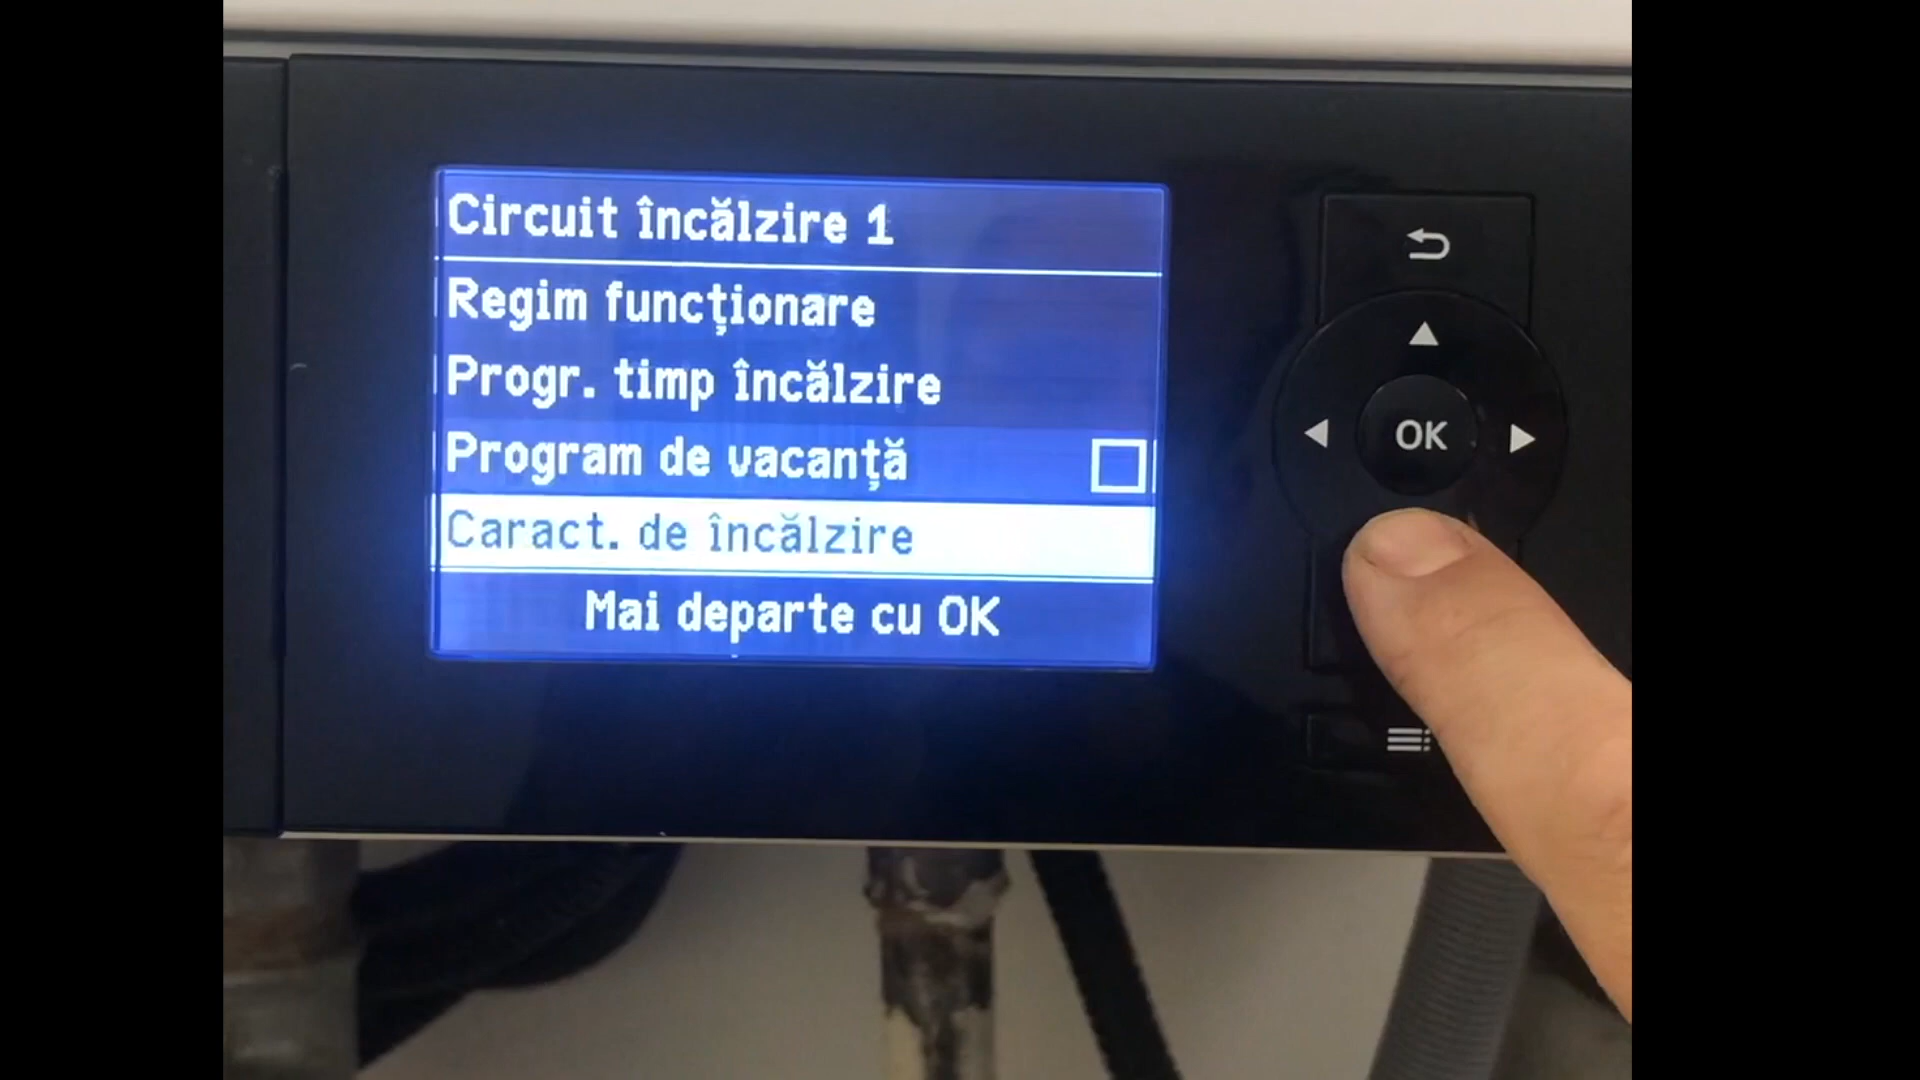 Circuit încălzire 1
Regim funcționare
Progr. timp încălzire
Program de vacanță
Caract. de încălzire
Mai departe cu OK
OK